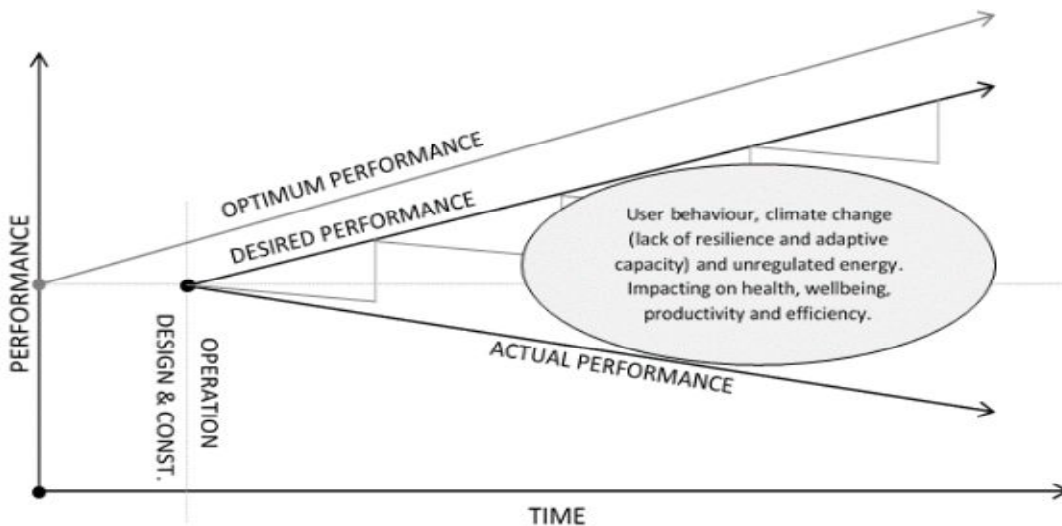 OPTIMUM PERFORMANCE
DESIRED PERFORMANCE
PERFORMANCE
User behaviour, climate change
(lack of resilience and adaptive
capacity) and unregulated energy.
Impacting on health, wellbeing,
productivity and efficiency.
DESIGN & CONST.
OPERATION
ACTUAL PERFORMANCE
TIME